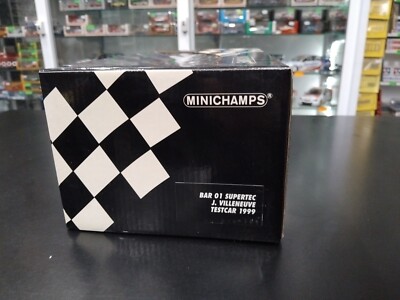 MINICHAMPS®
BAR 01 SUPERTEC
J. VILLENEUVE
TESTCAR 1999